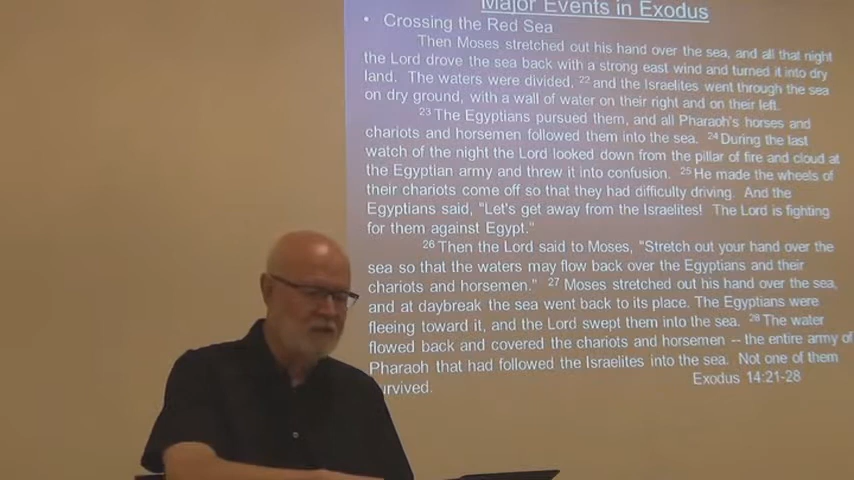 Major Events in Exodus
• Crossing the Red Sea
Then Moses stretched out his hand over the sea, and all that night
the Lord drove the sea back with a strong east wind and turned it into dry
land. The waters were divided, 22 and the Israelites went through the sea
on dry ground, with a wall of water on their right and on their left.
23 The Egyptians pursued them, and all Pharaoh's horses and
chariots and horsemen followed them into the sea. 24 During the last
watch of the night the Lord looked down from the pillar of fire and cloud at
the Egyptian army and threw it into confusion. 25 He made the wheels of
their chariots come off so that they had difficulty driving. And the
Egyptians said, "Let's get away from the Israelites! The Lord is fighting
for them against Egypt."
26 Then the Lord said to Moses, "Stretch out your hand over the
sea so that the waters may flow back over the Egyptians and their
chariots and horsemen." 27 Moses stretched out his hand over the sea,
and at daybreak the sea went back to its place. The Egyptians were
fleeing toward it, and the Lord swept them into the sea. 28 The water
flowed back and covered the chariots and horsemen -- the entire army of
Pharaoh that had followed the Israelites into the sea. Not one of them
urvived.
Exodus 14:21-28